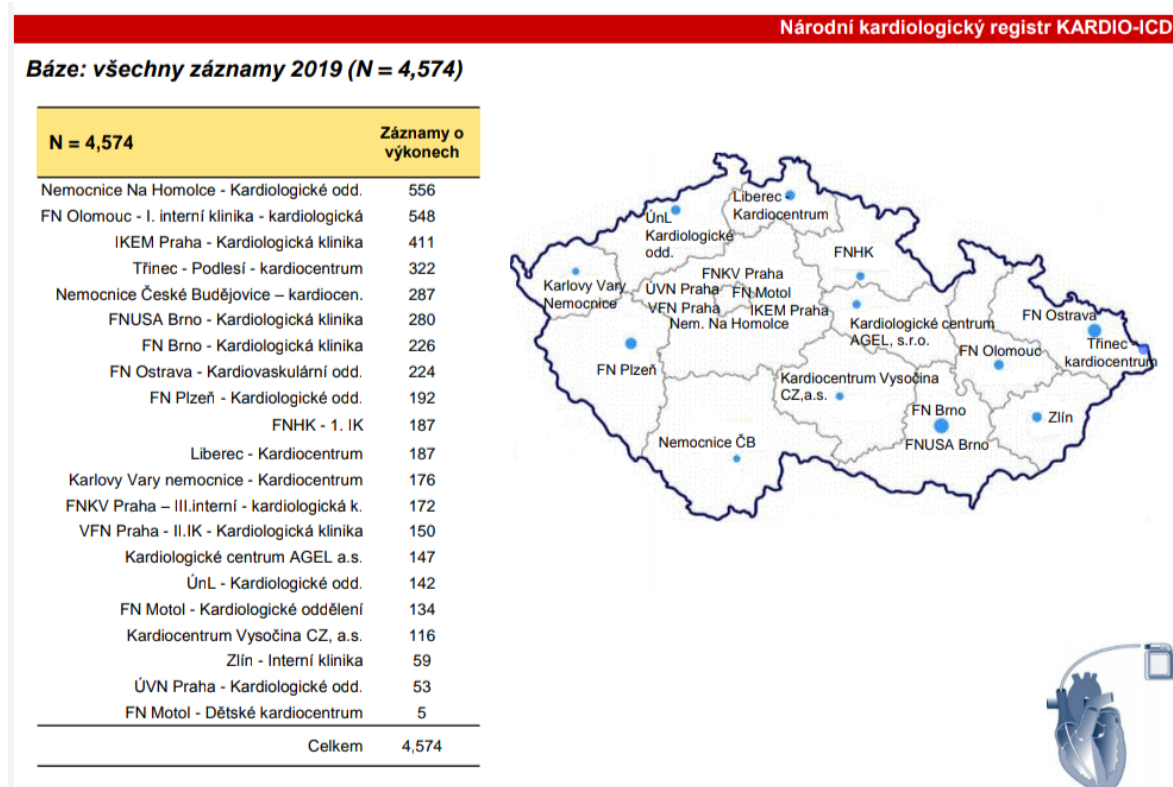 Národní kardiologický registr KARDIO-ICD
Báze: všechny záznamy 2019 (N = 4,574)
N = 4,574 Záznamy o
výkonech
Nemocnice Na Homolce - Kardiologické odd. 556
FN Olomouc - I. interní klinika - kardiologická 548
IKEM Praha - Kardiologická klinika 411
Třinec - Podlesí - kardiocentrum 322
Nemocnice České Budějovice – kardiocen. 287
FNUSA Brno - Kardiologická klinika 280
FN Brno - Kardiologická klinika 226
FN Ostrava - Kardiovaskulární odd. 224
FN Plzeň - Kardiologické odd. 192
FNHK - 1. IK 187
Liberec - Kardiocentrum 187
Karlovy Vary nemocnice - Kardiocentrum 176
FNKV Praha – III.interní - kardiologická k. 172
VFN Praha - II.IK - Kardiologická klinika 150
Kardiologické centrum AGEL a.s. 147
ÚnL - Kardiologické odd. 142
FN Motol - Kardiologické oddělení 134
Kardiocentrum Vysočina CZ, a.s. 116
Zlín - Interní klinika 59
ÚVN Praha - Kardiologické odd. 53
FN Motol - Dětské kardiocentrum 5
Celkem 4,574
Liberec -
Kardiocentrum
ÚnL
Kardiologické
odd.
FNHK
Karlovy Vary
Nemocnice
FNKV Praha
ÚVN Praha FN Motol
VFN Praha IKEM Praha
Nem. Na Homolce
Kardiologické centrum
AGEL, s.r.o.
FN Ostrava
Třinec -
kardiocentrum
FN Olomouc
FN Plzeň
Kardiocentrum Vysočina
CZ,a.s.
FN Brno
FNUSA Brno
Zlín
Nemocnice ČB